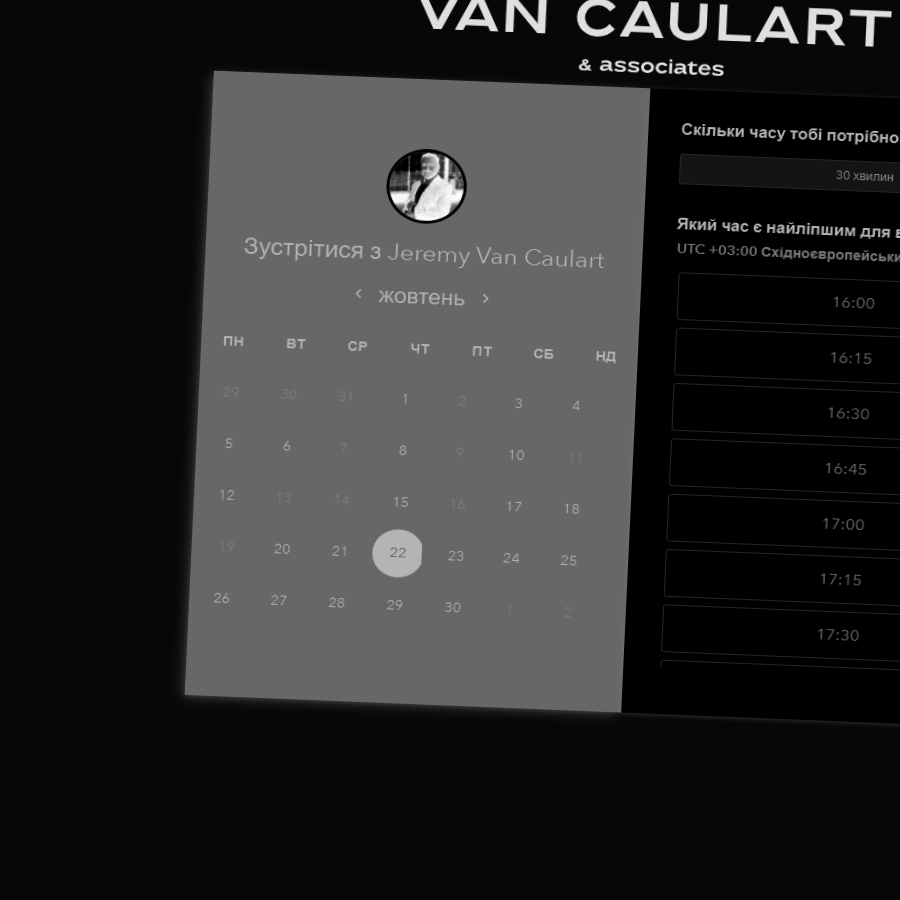 VAN CAULART
& associates
Зустрітися з Jeremy Van Caulart
‹ жовтень ›
ПН ВТ СР ЧТ ПТ СБ НД
29 30 31 1 2 3 4
5 6 7 8 9 10 11
12 13 14 15 16 17 18
19 20 21 22 23 24 25
26 27 28 29 30 1 2
Скільки часу тобі потрібно
30 хвилин
Який час є найліпшим для
UTC +03:00
16:00
16:15
16:30
16:45
17:00
17:15
17:30